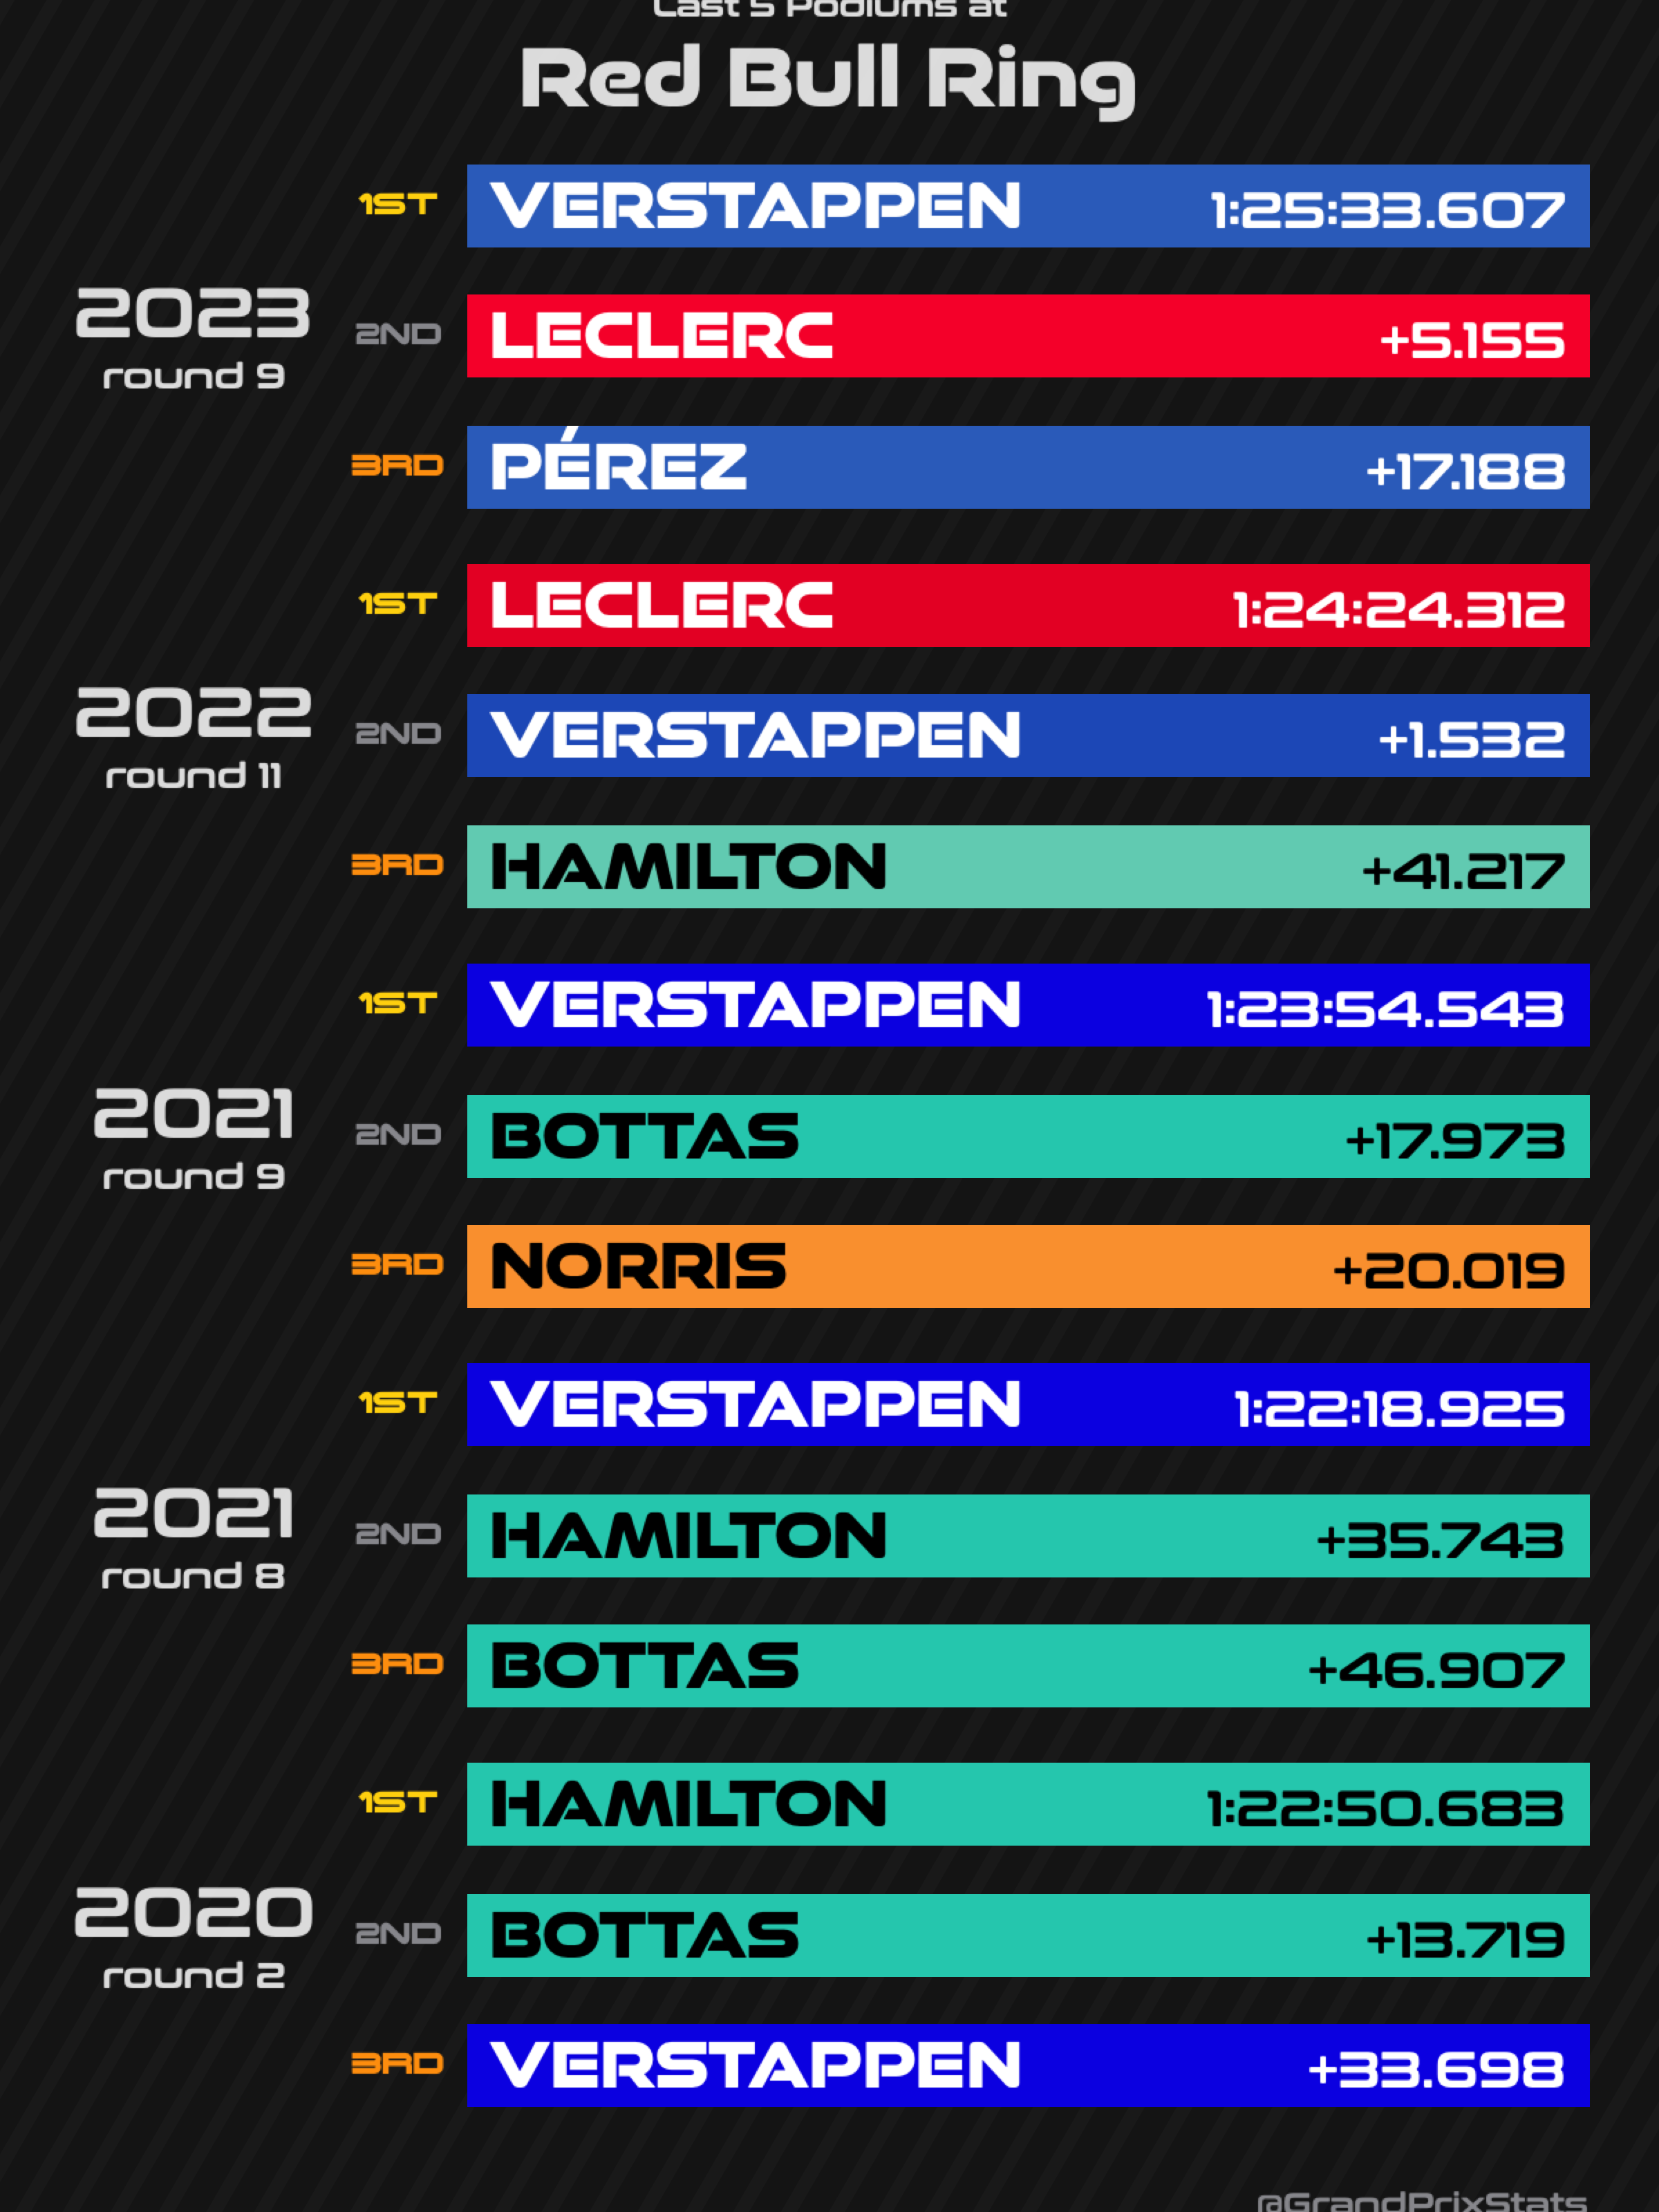 Last 5 Podiums at
Red Bull Ring
1ST VERSTAPPEN 1:25:33.607
2023
round 9
2ND LECLERC +5.155
3RD PÉREZ +17.188
1ST LECLERC 1:24:24.312
2022
round 11
2ND VERSTAPPEN +1.532
3RD HAMILTON +41.217
1ST VERSTAPPEN 1:23:54.543
2021
round 9
2ND BOTTAS +17.973
3RD NORRIS +20.019
1ST VERSTAPPEN 1:22:18.925
2021
round 8
2ND HAMILTON +35.743
3RD BOTTAS +46.907
1ST HAMILTON 1:22:50.683
2020
round 2
2ND BOTTAS +13.719
3RD VERSTAPPEN +33.698
@GrandPrixStats